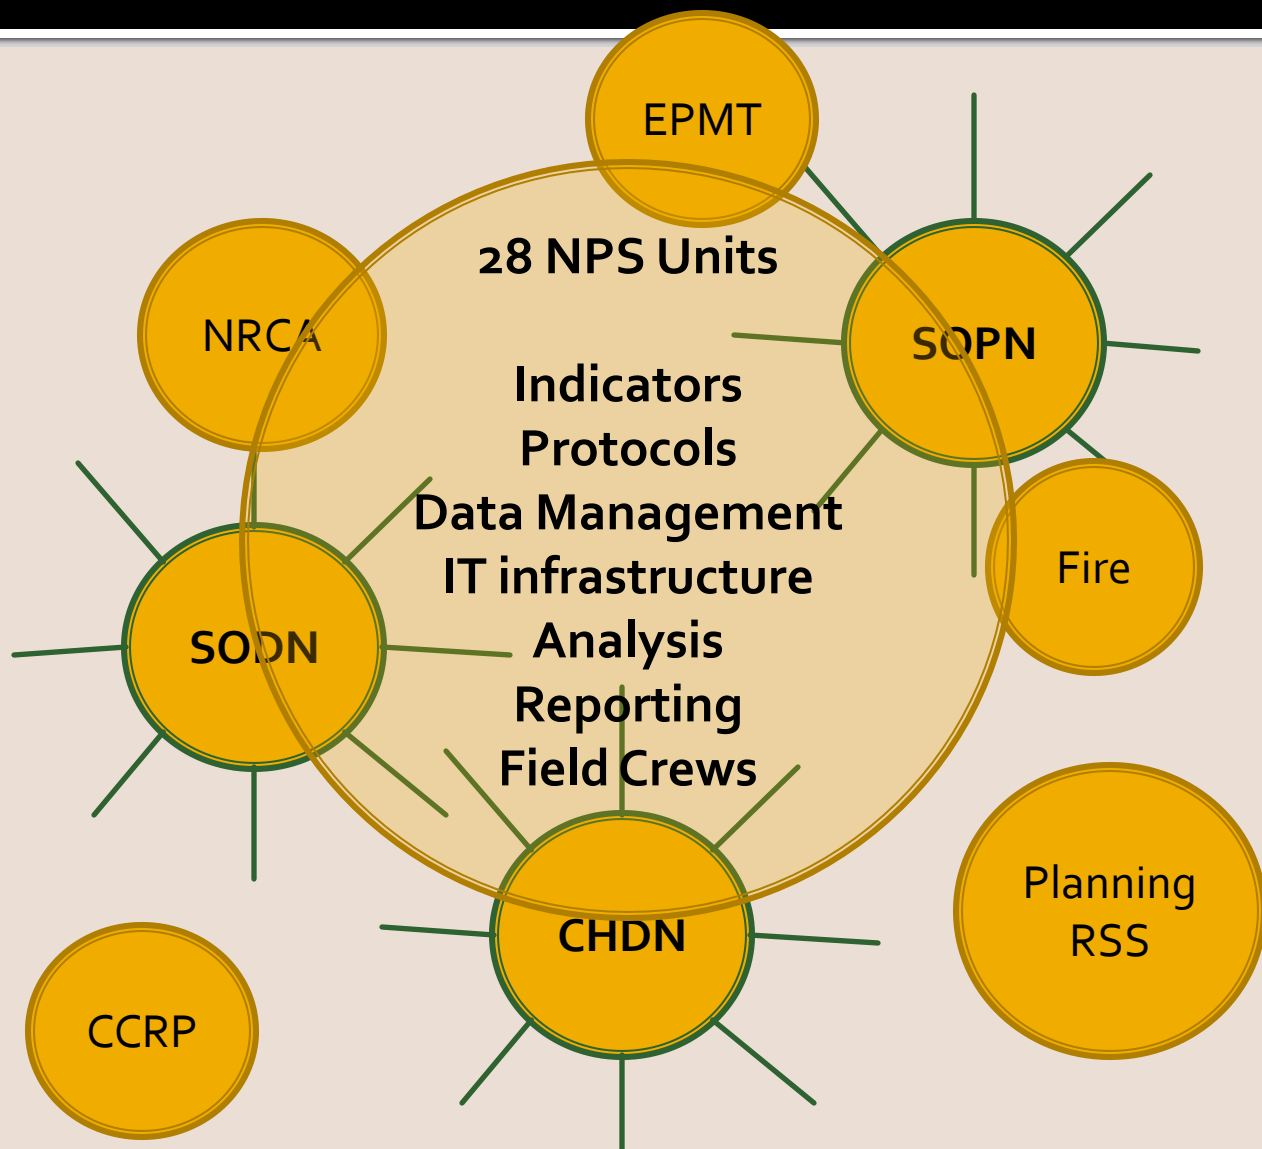 EPMT
28 NPS Units
NRCA
SOPN
Indicators
Protocols
Data Management
IT infrastructure
Analysis
Reporting
Field Crews
Fire
SODN
Planning
RSS
CHDN
CCRP